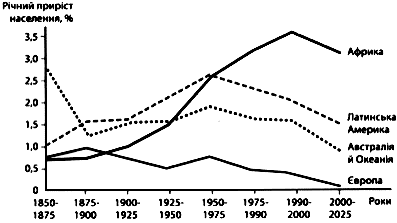 Річний приріст
населення, %
3,5
3,0
2,5
2,0
1,5
1,0
0,5
0
Африка
Латинська
Америка
Австралія
й Океанія
Європа
1850- 1875- 1900- 1925- 1950- 1975- 1990- 2000- Роки
1875 1900 1925 1950 1975 1990 2000 2025